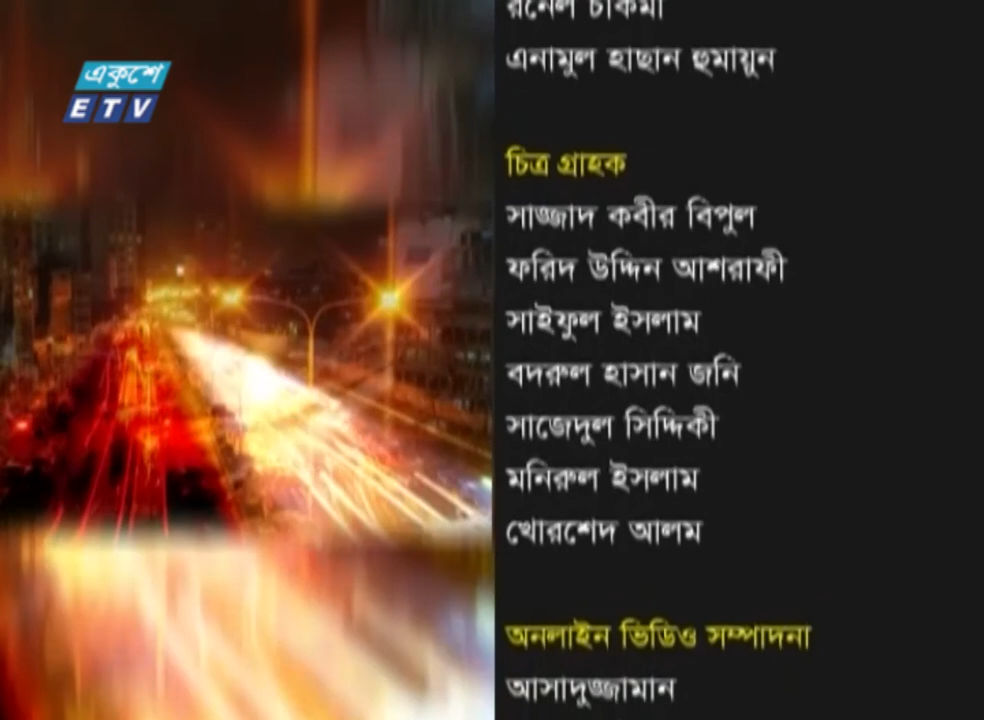 একুশে
ETV
রনেল চাকমা
এনামুল হাছান হুমায়ুন
চিত্র গ্রাহক
সাজ্জাদ কবীর বিপুল
ফরিদ উদ্দিন আশরাফী
সাইফুল ইসলাম
বদরুল হাসান জনি
সাজেদুল সিদ্দিকী
মনিরুল ইসলাম
খোরশেদ আলম
অনলাইন ভিডিও সম্পাদনা
আসাদুজ্জামান